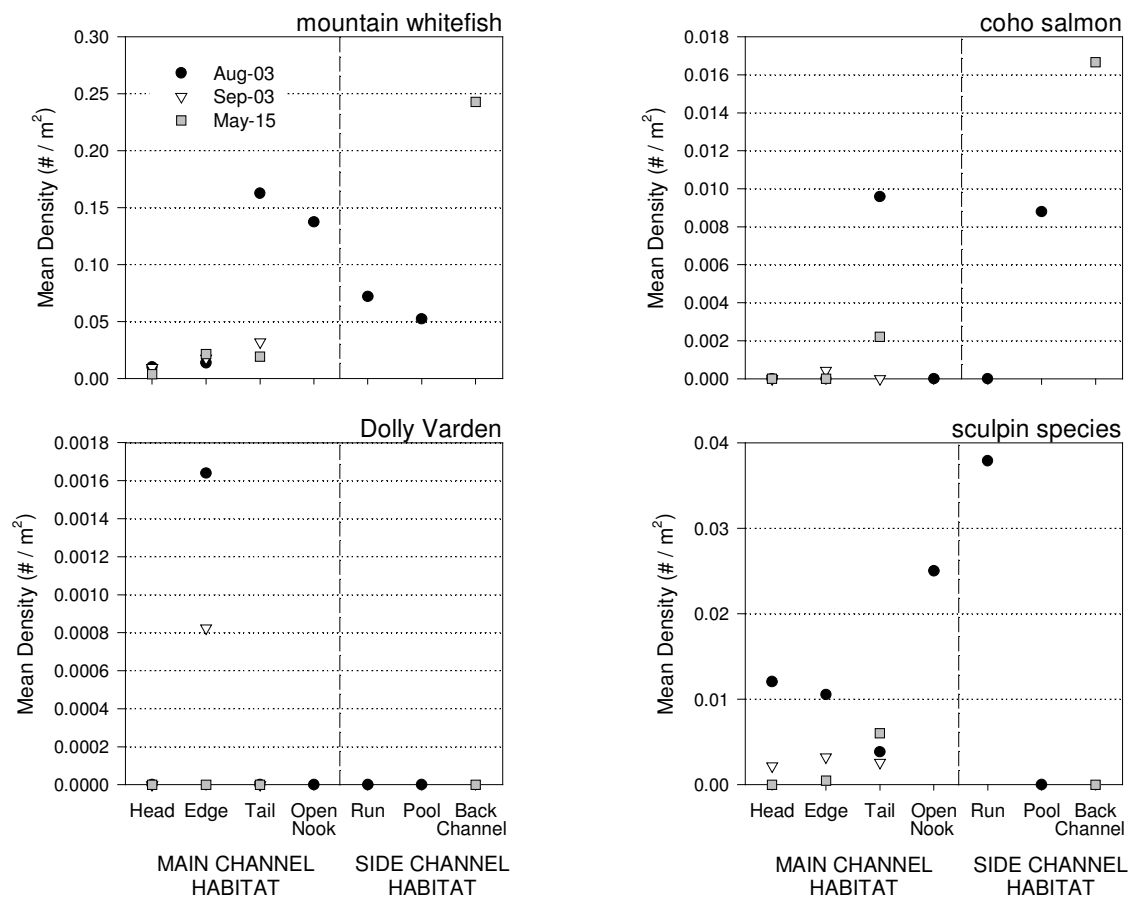 mountain whitefish
0.30
0.25
0.20
0.15
0.10
0.05
0.00
Mean Density (# / m²)
Aug-03
Sep-03
May-15
coho salmon
0.018
0.016
0.014
0.012
0.010
0.008
0.006
0.004
0.002
0.000
Mean Density (# / m²)
Dolly Varden
0.0018
0.0016
0.0014
0.0012
0.0010
0.0008
0.0006
0.0004
0.0002
0.0000
Mean Density (# / m²)
Head Edge Tail Open Run Pool Back
Nook Channel
MAIN CHANNEL SIDE CHANNEL
HABITAT HABITAT
sculpin species
0.04
0.03
0.02
0.01
0.00
Mean Density (# / m²)
Head Edge Tail Open Run Pool Back
Nook Channel
MAIN CHANNEL SIDE CHANNEL
HABITAT HABITAT